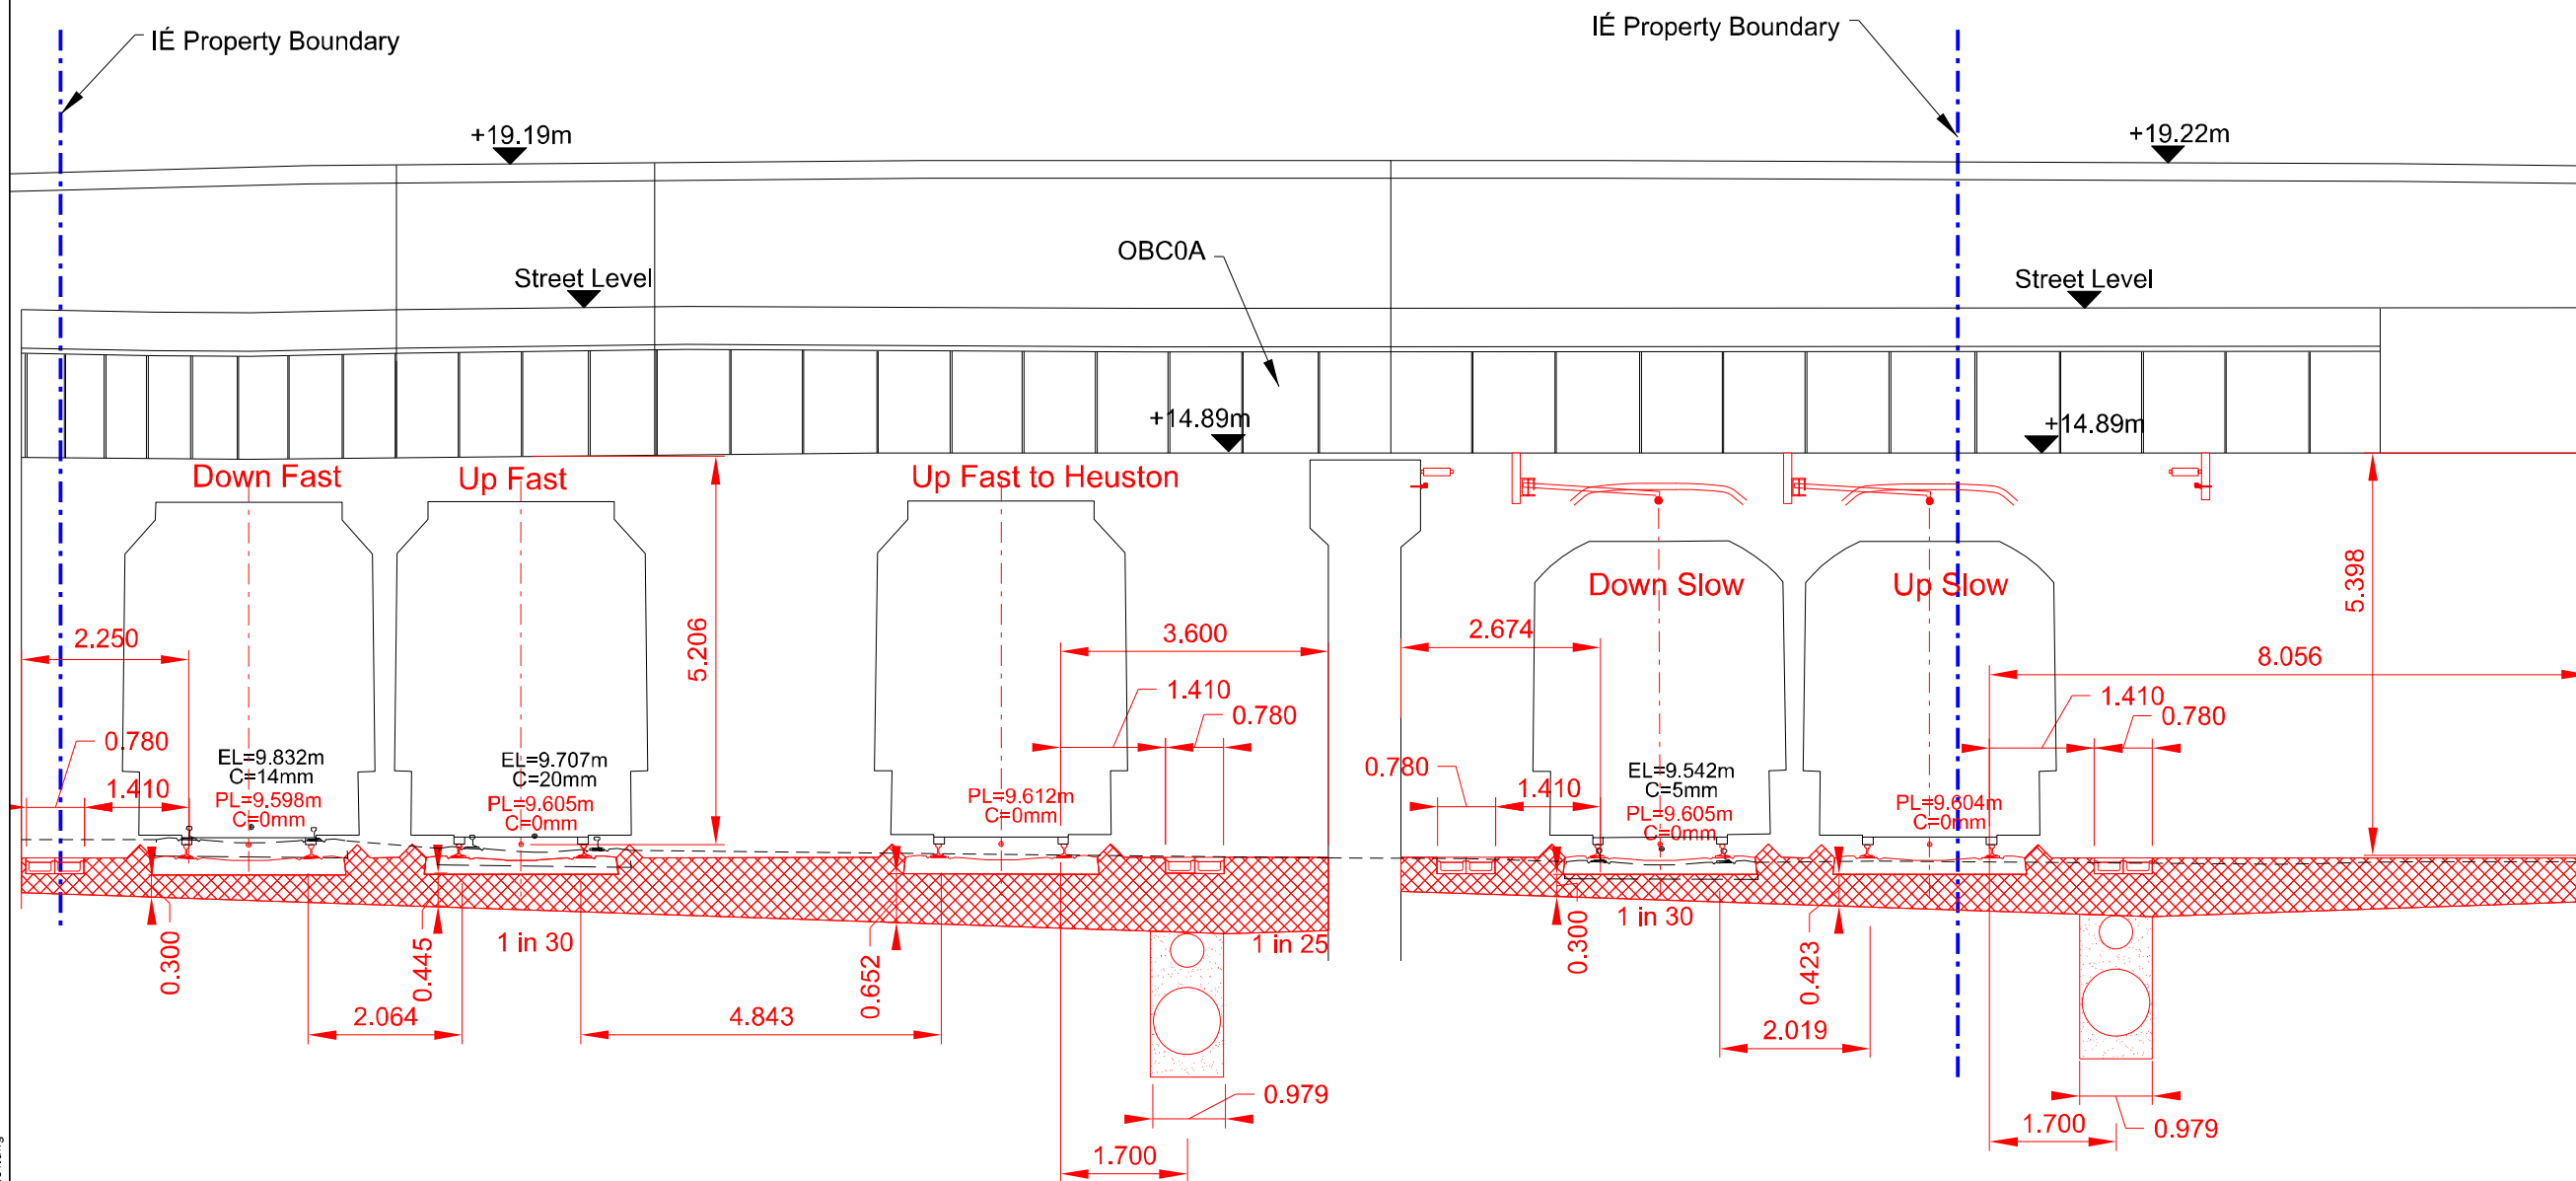 IÉ Property Boundary
IÉ Property Boundary
+19.19m
+19.22m
OBC0A
Street Level
Street Level
+14.89m
+14.89m
Down Fast
Up Fast
Up Fast to Heuston
Down Slow
Up Slow
5.206
5.398
2.250
3.600
2.674
8.056
1.410
0.780
1.410
0.780
0.780
1.410
0.780
1.410
EL=9.832m
C=14mm
PL=9.598m
C=0mm
EL=9.707m
C=20mm
PL=9.605m
C=0mm
PL=9.612m
C=0mm
EL=9.542m
C=5mm
PL=9.605m
C=0mm
PL=9.604m
C=0mm
0.300
0.445
1 in 30
0.652
1 in 25
0.300
1 in 30
0.423
2.064
4.843
2.019
0.979
1.700
1.700
0.979